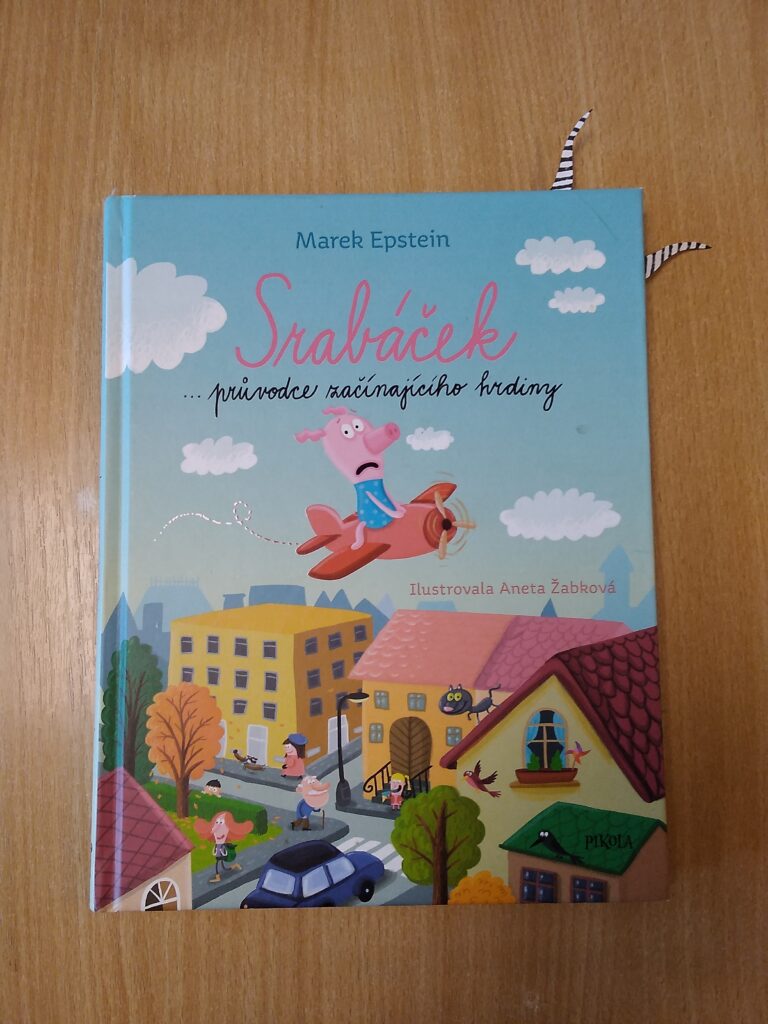 Marek Epstein
Srabáček
... průvodce začínajícího hrdiny
Ilustrovala Aneta Žabková
PIKOLA